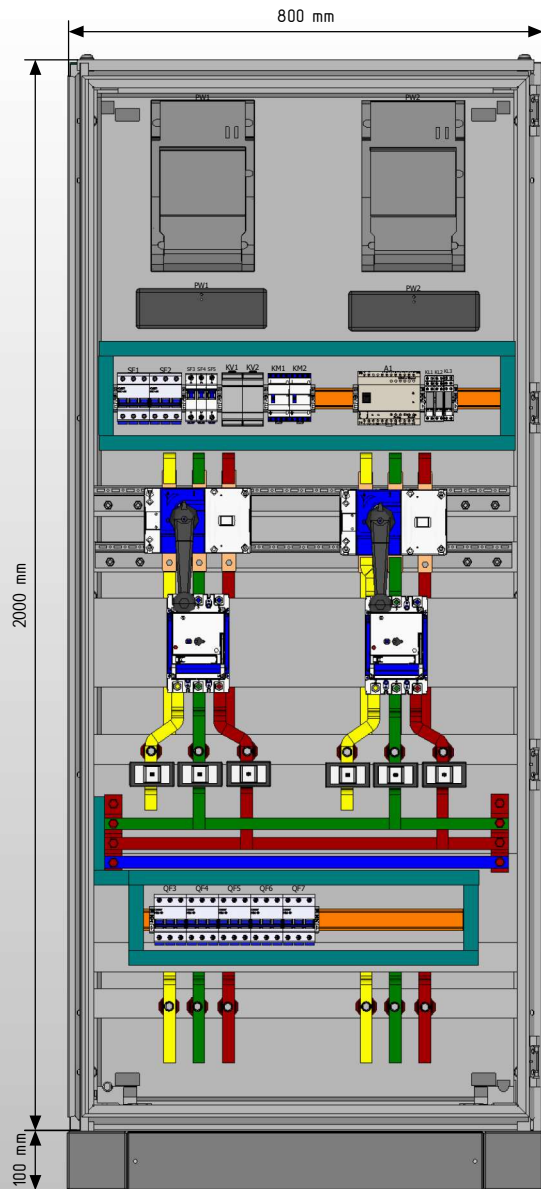 800 mm
2000 mm
100 mm
PW1 PW2
PW1 PW2
SF1 SF2 SF3 SF4 SF5 KV1 KV2 KM1 KM2 A1 KL1 KL2 KL3
QF3 QF4 QF5 QF6 QF7